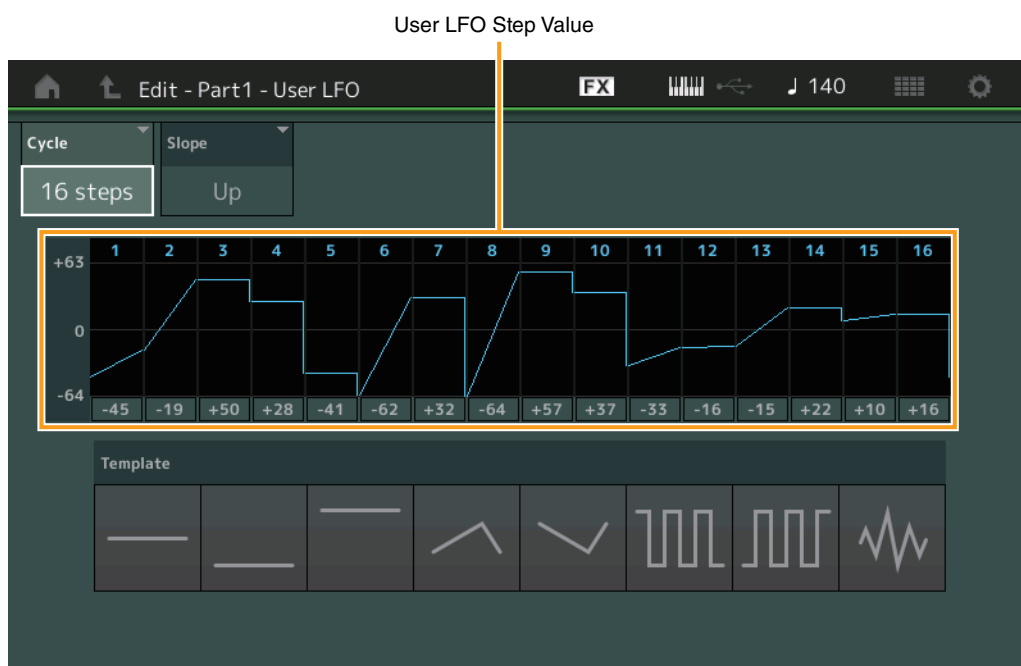 User LFO Step Value
Edit - Part1 - User LFO FX 140
Cycle Slope
16 steps Up
1 2 3 4 5 6 7 8 9 10 11 12 13 14 15 16
+63
0
-64
-45 -19 +50 +28 -41 -62 +32 -64 +57 +37 -33 -16 -15 +22 +10 +16
Template